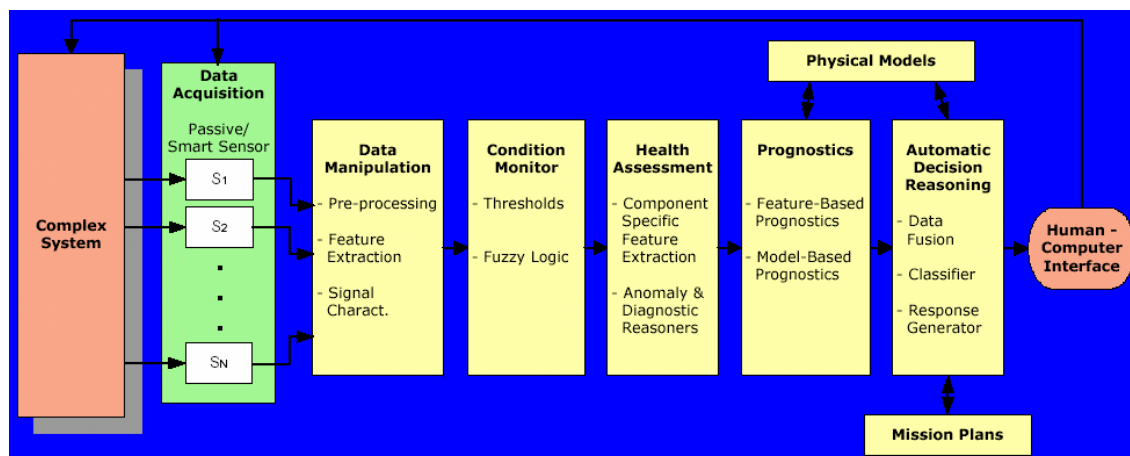 Complex
System
Data
Acquisition
Passive/
Smart Sensor
S1
S2
.
.
.
SN
Data
Manipulation
- Pre-processing
- Feature
Extraction
- Signal
Charact.
Condition
Monitor
- Thresholds
- Fuzzy Logic
Health
Assessment
- Component
Specific
Feature
Extraction
- Anomaly &
Diagnostic
Reasoners
Physical Models
Prognostics
- Feature-Based
Prognostics
- Model-Based
Prognostics
Automatic
Decision
Reasoning
- Data
Fusion
- Classifier
- Response
Generator
Mission Plans
Human -
Computer
Interface